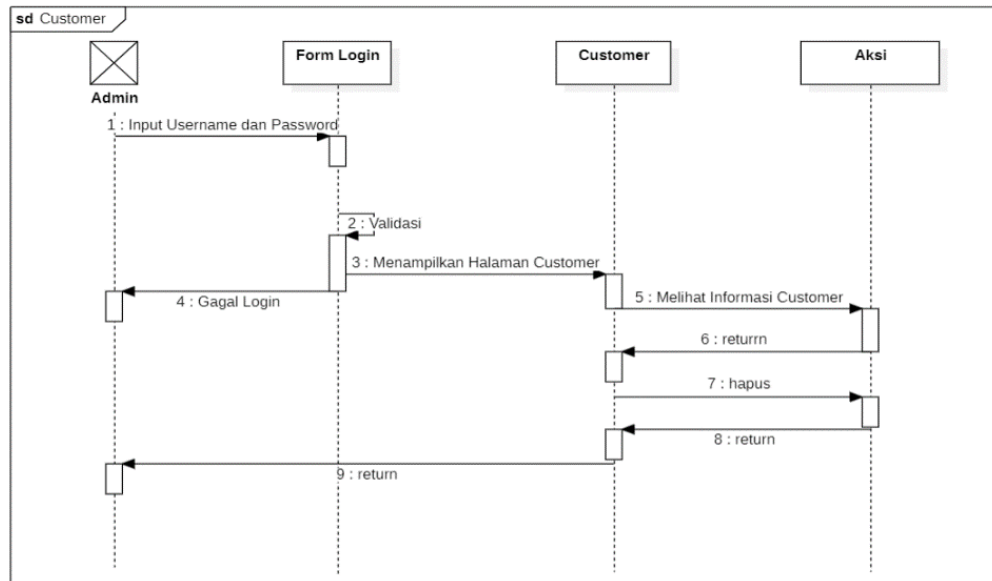 sd Customer
Form Login
Customer
Aksi
Admin
1 : Input Username dan Password
2 : Validasi
3 : Menampilkan Halaman Customer
4 : Gagal Login
5 : Melihat Informasi Customer
6 : returrn
7 : hapus
8 : return
9 : return